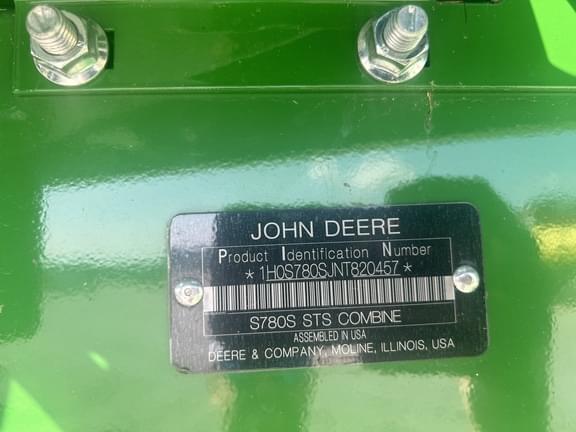 JOHN DEERE
Product Identification Number
*1H0S780SJNT820457*
S780S STS COMBINE
ASSEMBLED IN USA
DEERE & COMPANY, MOLINE, ILLINOIS, USA